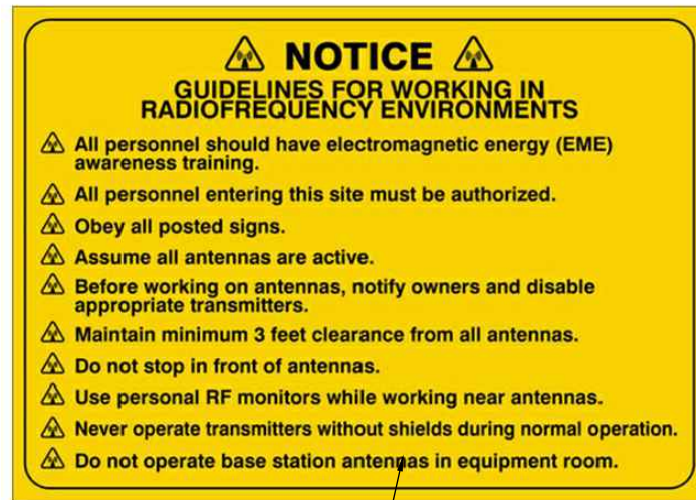 NOTICE
GUIDELINES FOR WORKING IN
RADIOFREQUENCY ENVIRONMENTS
All personnel should have electromagnetic energy (EME)
awareness training.
All personnel entering this site must be authorized.
Obey all posted signs.
Assume all antennas are active.
Before working on antennas, notify owners and disable
appropriate transmitters.
Maintain minimum 3 feet clearance from all antennas.
Do not stop in front of antennas.
Use personal RF monitors while working near antennas.
Never operate transmitters without shields during normal operation.
Do not operate base station antennas in equipment room.